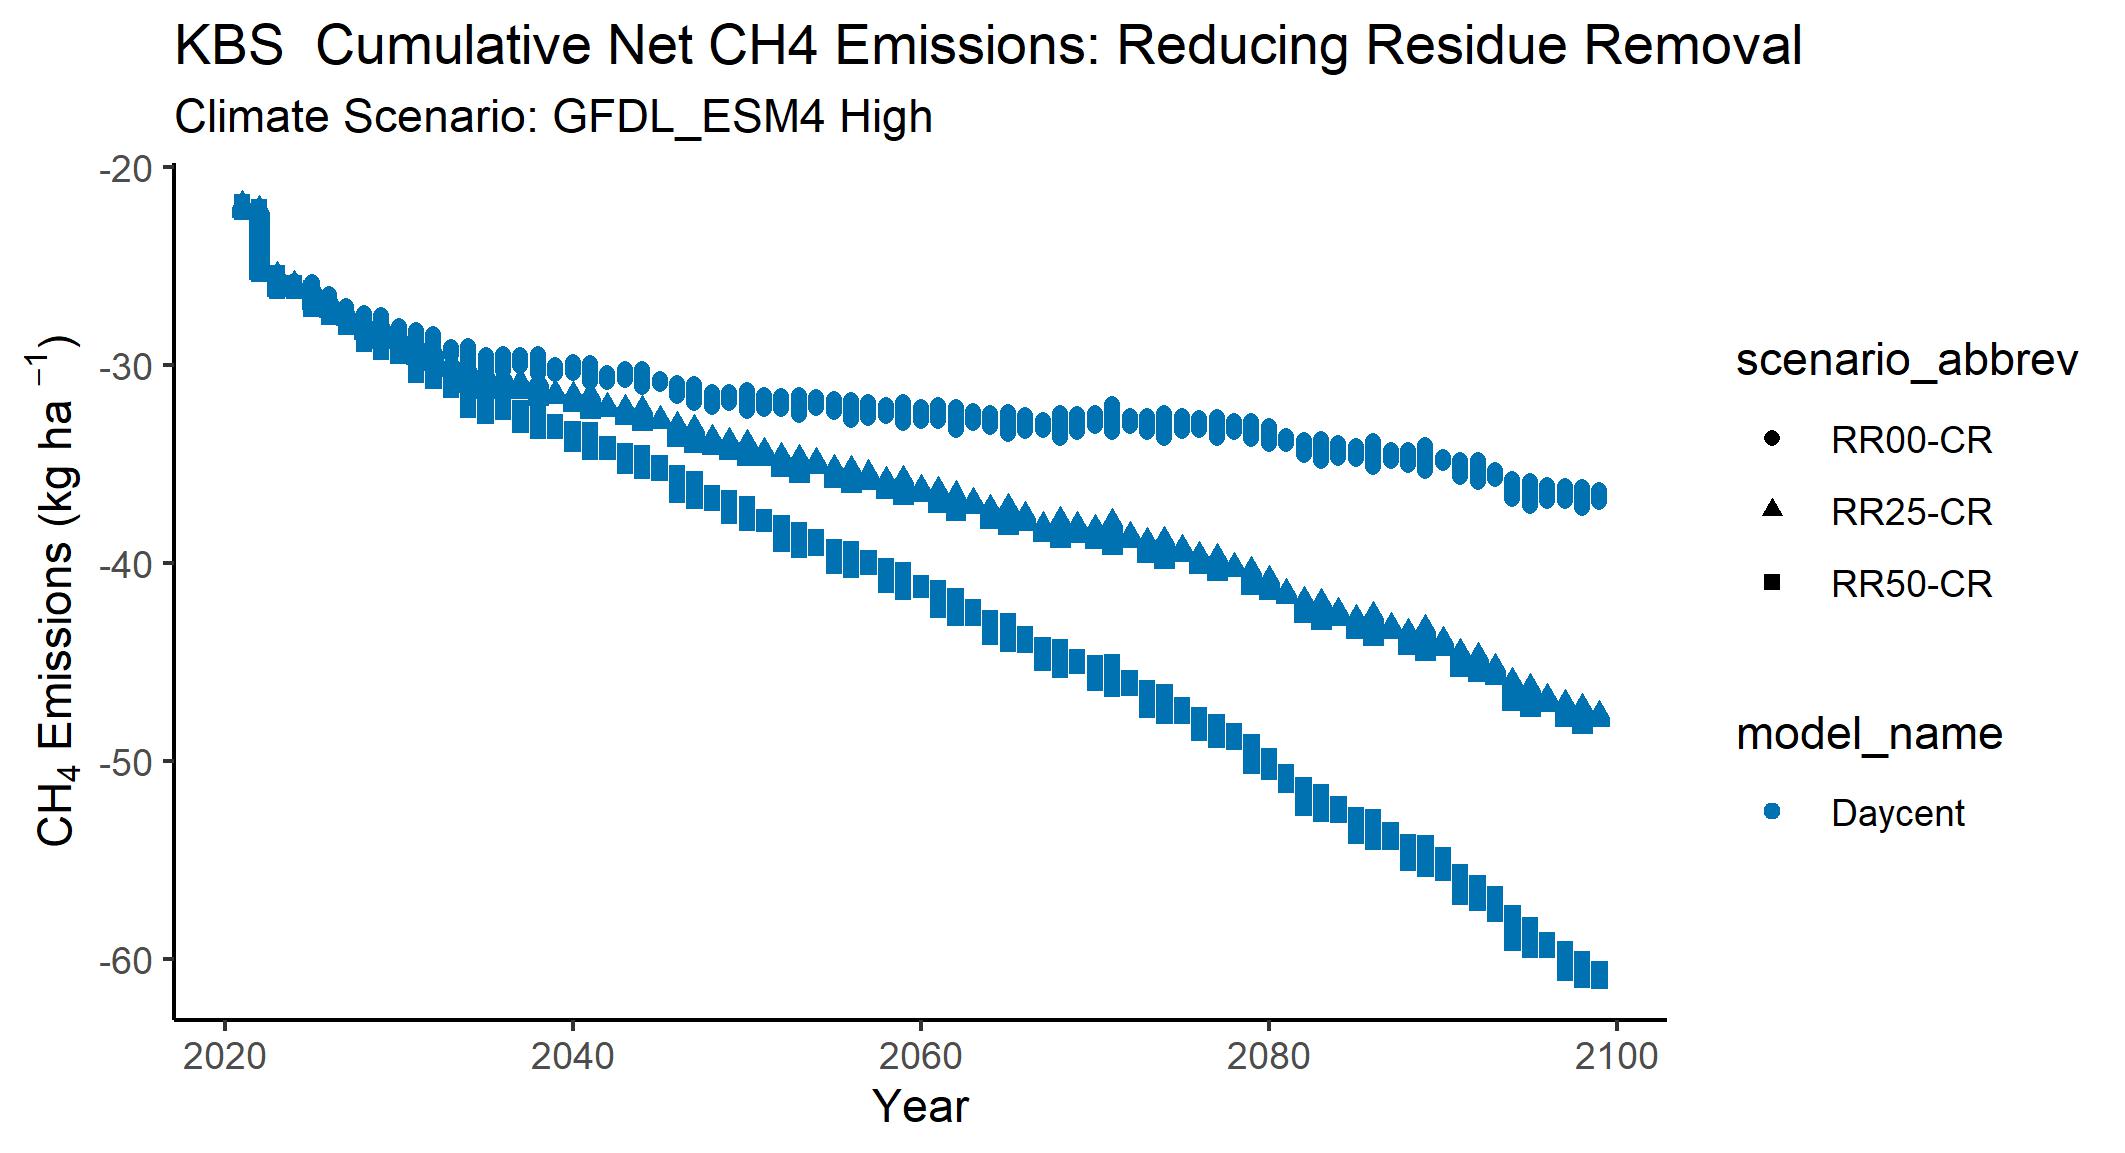 KBS  Cumulative Net CH4 Emissions: Reducing Residue Removal
Climate Scenario: GFDL_ESM4 High
CH₄ Emissions (kg ha ⁻¹)
-20
-30
-40
-50
-60
2020
2040
2060
2080
2100
Year
scenario_abbrev
RR00-CR
RR25-CR
RR50-CR
model_name
Daycent